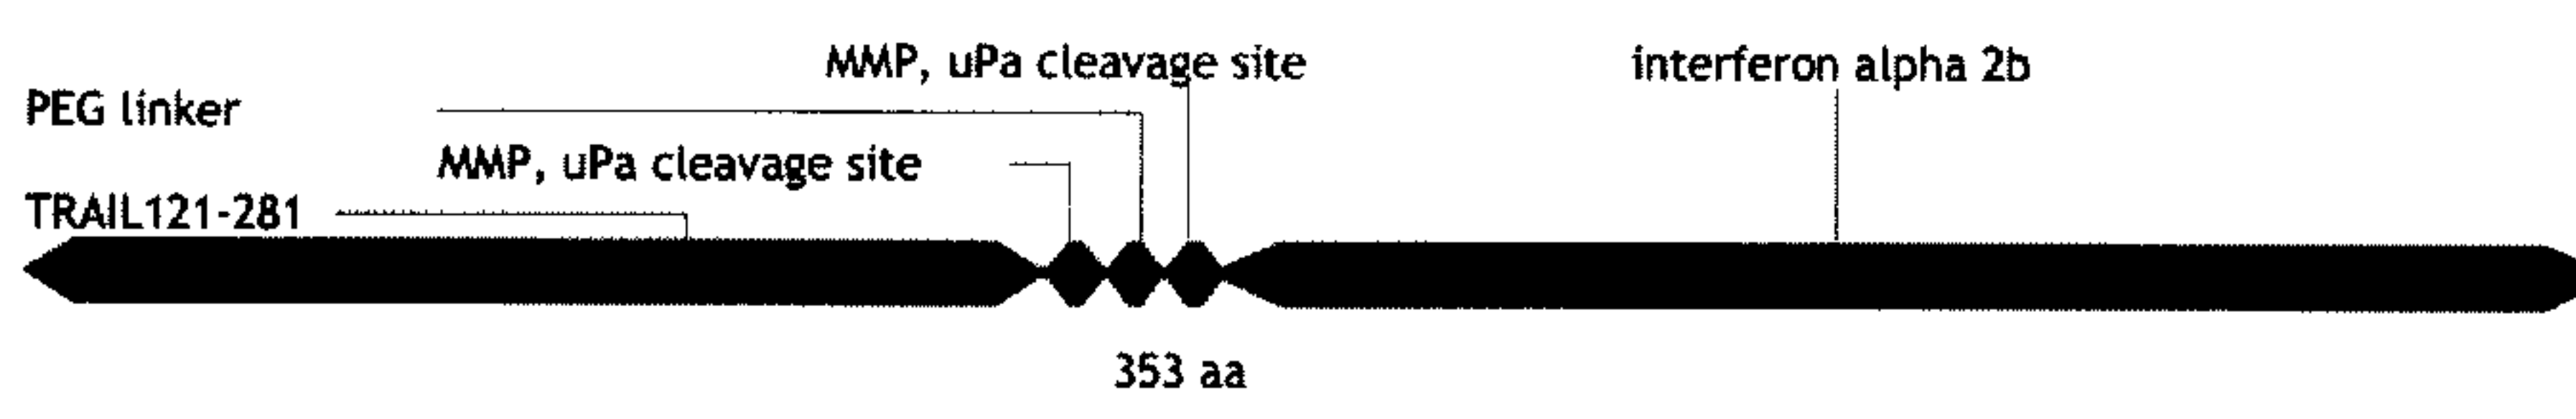 MMP, uPa cleavage site
interferon alpha 2b
PEG linker
MMP, uPa cleavage site
TRAIL121-281
353 aa